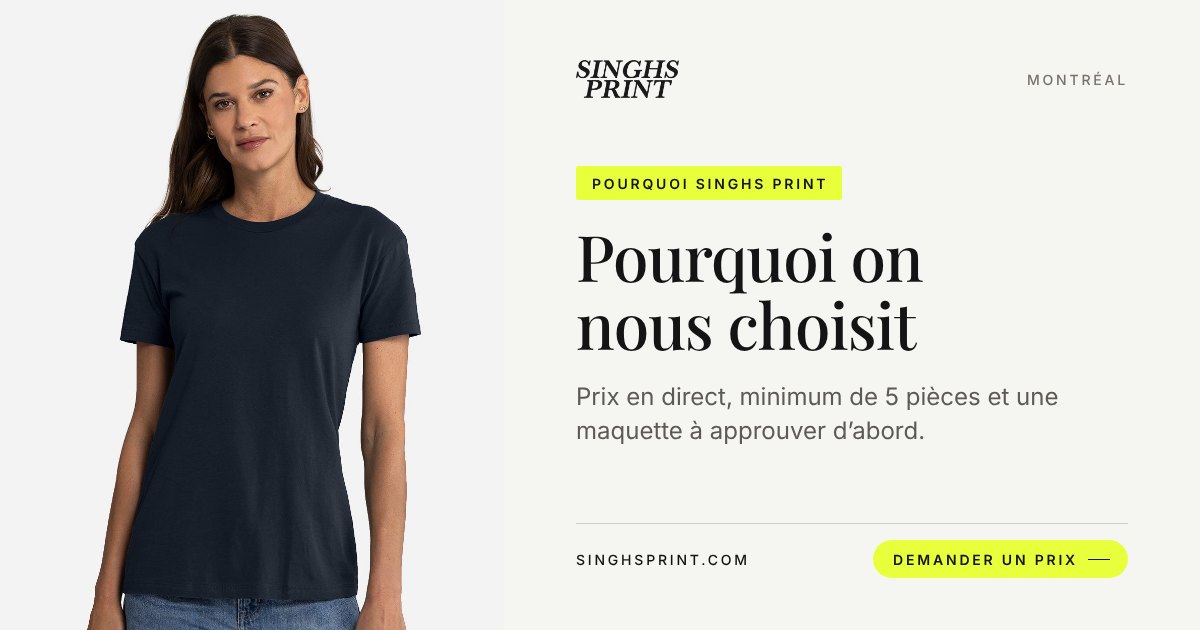 SINGHS
PRINT
MONTRÉAL
POURQUOI SINGHS PRINT
Pourquoi on
nous choisit
Prix en direct, minimum de 5 pièces et une
maquette à approuver d’abord.
SINGHSPRINT.COM
DEMANDER UN PRIX